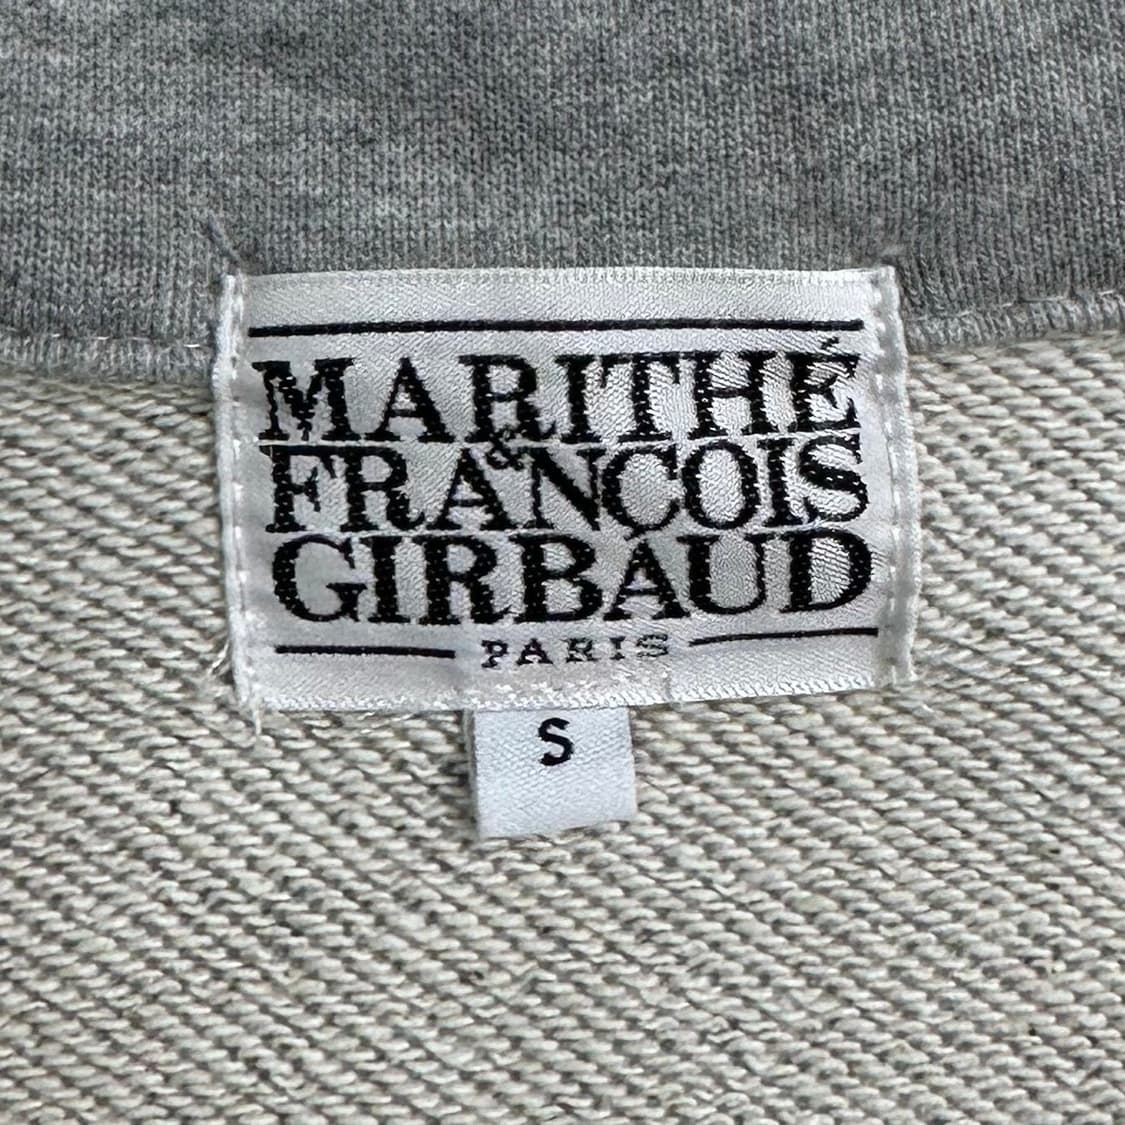 MARITHÉ
&
FRANÇOIS
GIRBAUD
PARIS
S